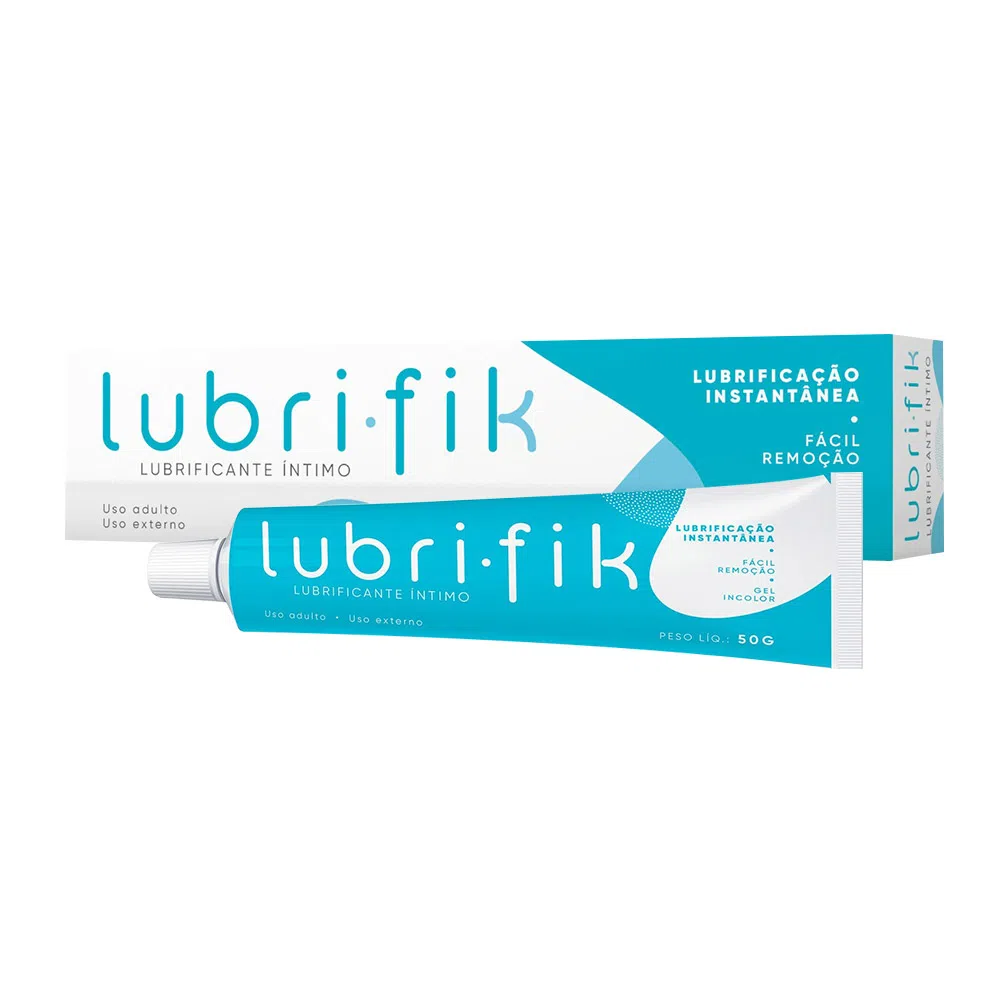 lubri·fik
LUBRIFICANTE ÍNTIMO
Uso adulto
Uso externo
LUBRIFICAÇÃO
INSTANTÂNEA
•
FÁCIL
REMOÇÃO
lubri·fik
LUBRIFICANTE ÍNTIMO
lubri·fik
LUBRIFICANTE ÍNTIMO
Uso adulto • Uso externo
LUBRIFICAÇÃO
INSTANTÂNEA
•
FÁCIL
REMOÇÃO
•
GEL
INCOLOR
PESO LÍQ.: 50G